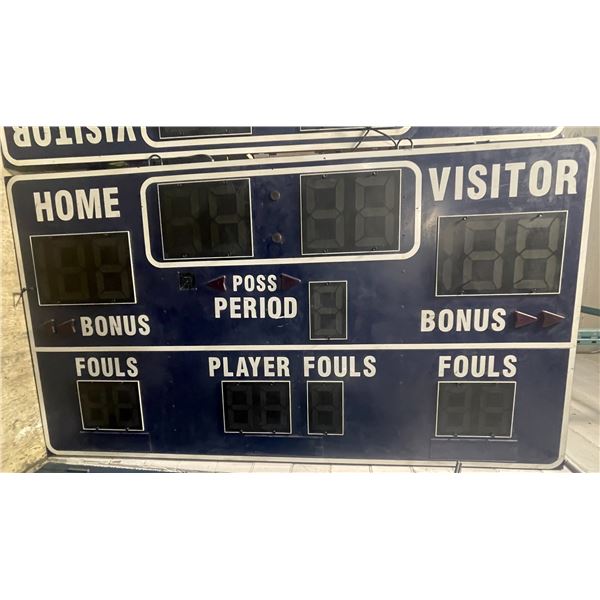 VISITOR
HOME
VISITOR
POSS
PERIOD
BONUS
BONUS
FOULS
PLAYER FOULS
FOULS